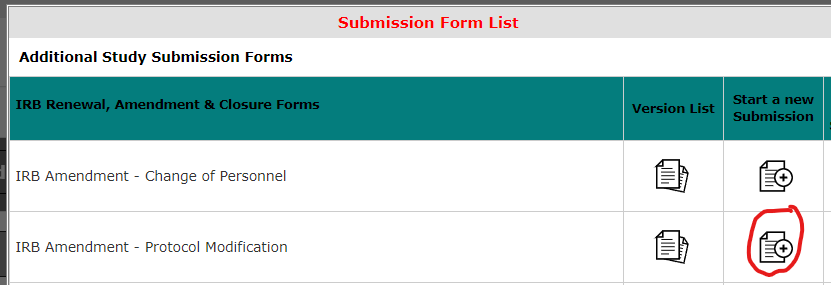 Submission Form List
Additional Study Submission Forms
IRB Renewal, Amendment & Closure Forms
Version List
Start a new
Submission
IRB Amendment - Change of Personnel
IRB Amendment - Protocol Modification